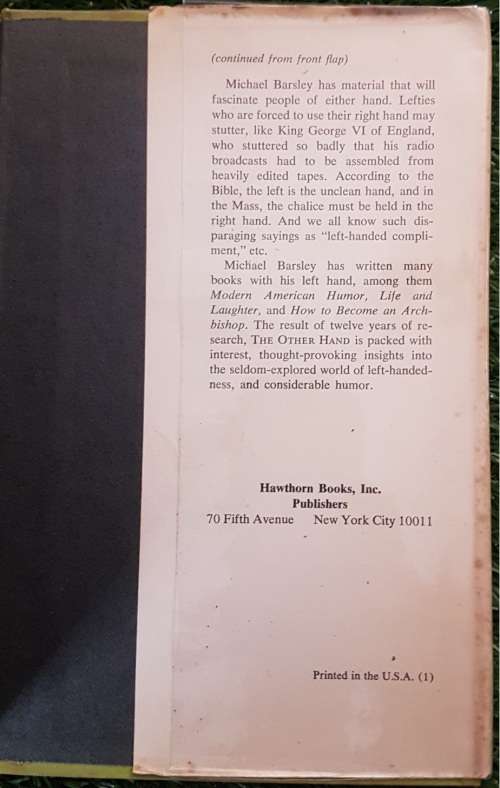 (continued from front flap)
Michael Barsley has material that will
fascinate people of either hand. Lefties
who are forced to use their right hand may
stutter, like King George VI of England,
who stuttered so badly that his radio
broadcasts had to be assembled from
heavily edited tapes. According to the
Bible, the left is the unclean hand, and in
the Mass, the chalice must be held in the
right hand. And we all know such dis-
paraging sayings as “left-handed compli-
ment,” etc.
Michael Barsley has written many
books with his left hand, among them
Modern American Humor, Life and
Laughter, and How to Become an Arch-
bishop. The result of twelve years of re-
search, THE OTHER HAND is packed with
interest, thought-provoking insights into
the seldom-explored world of left-handed-
ness, and considerable humor.
Hawthorn Books, Inc.
Publishers
70 Fifth Avenue New York City 10011
Printed in the U.S.A. (1)